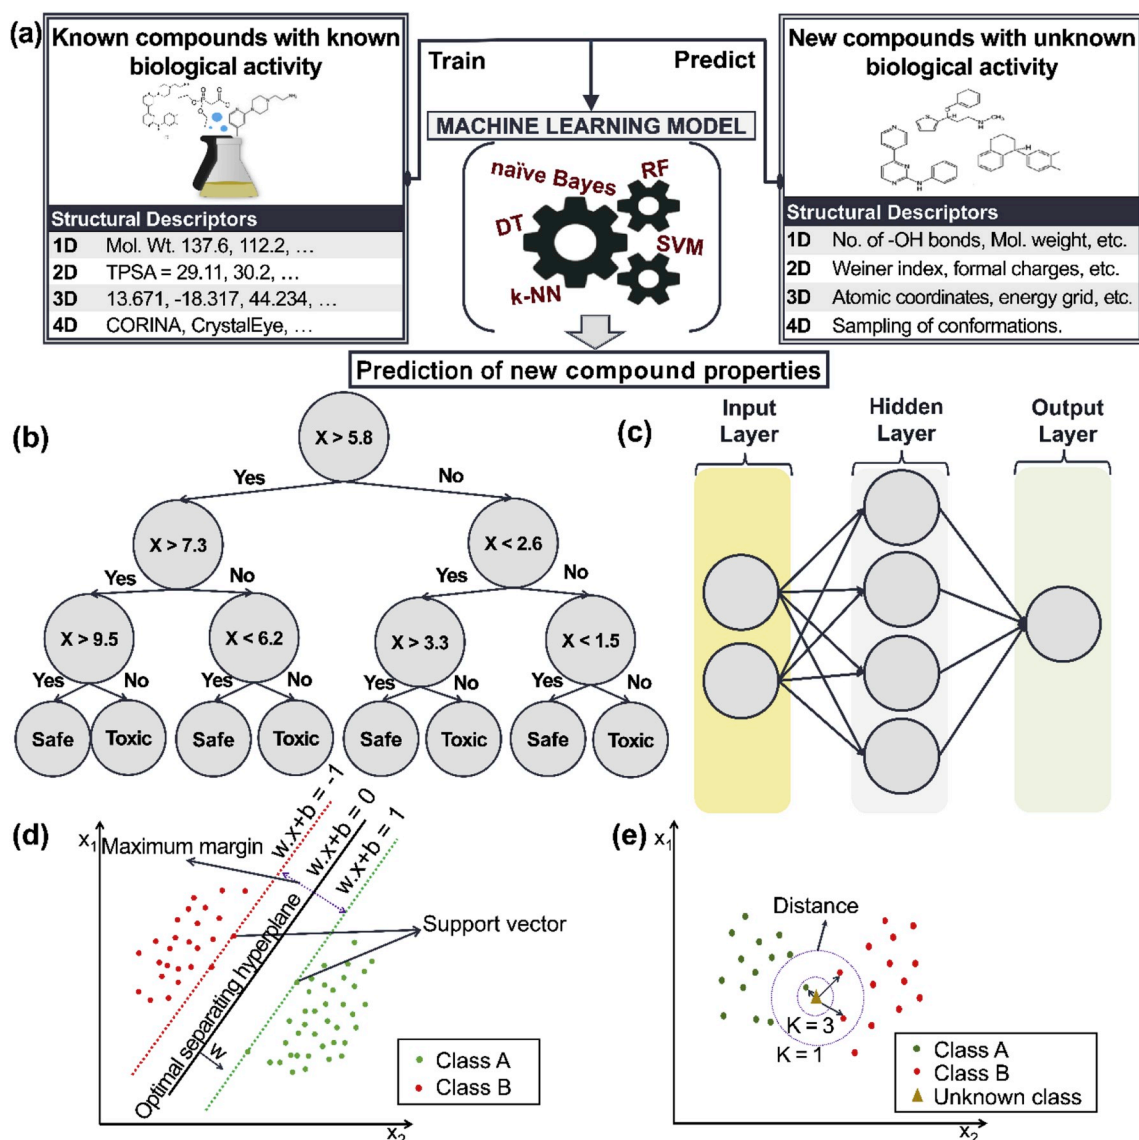 (a)
Known compounds with known
biological activity
Structural Descriptors
1D Mol. Wt. 137.6, 112.2, ...
2D TPSA = 29.11, 30.2, ...
3D 13.671, -18.317, 44.234, ...
4D CORINA, CrystalEye, ...
Train
Predict
MACHINE LEARNING MODEL
naïve Bayes
RF
DT
SVM
k-NN
New compounds with unknown
biological activity
Structural Descriptors
1D No. of -OH bonds, Mol. weight, etc.
2D Weiner index, formal charges, etc.
3D Atomic coordinates, energy grid, etc.
4D Sampling of conformations.
Prediction of new compound properties
(b)
X > 5.8
Yes No
X > 7.3 X < 2.6
Yes No Yes No
X > 9.5 X < 6.2 X > 3.3 X < 1.5
Yes No Yes No Yes No Yes No
Safe Toxic Safe Toxic Safe Toxic Safe Toxic
(c)
Input
Layer
Hidden
Layer
Output
Layer
(d)
x1
Maximum margin
w.x+b = -1
w.x+b = 0
w.x+b = 1
Support vector
Optimal separating hyperplane
w
Class A
Class B
x2
(e)
x1
Distance
K = 3
K = 1
Class A
Class B
Unknown class
x2